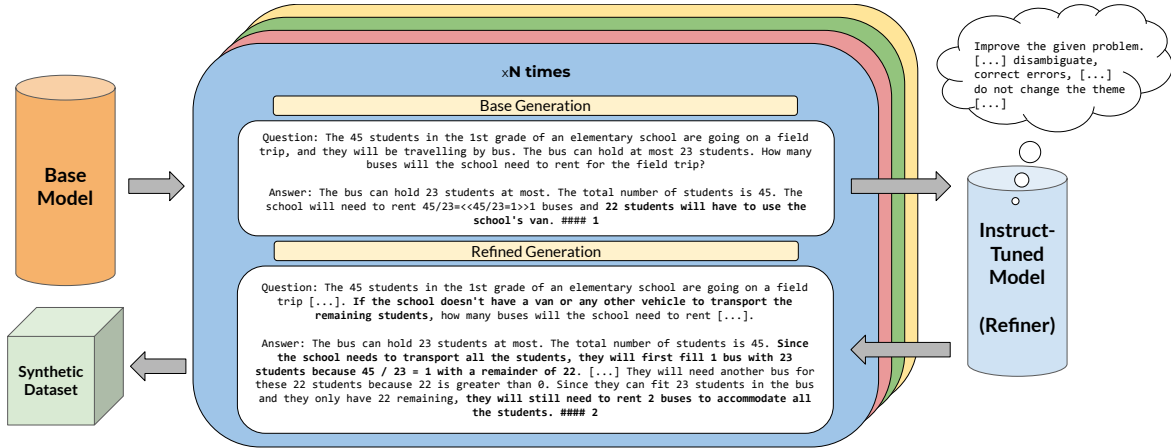 xN times
Base Generation
Question: The 45 students in the 1st grade of an elementary school are going on a field
trip, and they will be travelling by bus. The bus can hold at most 23 students. How many
buses will the school need to rent for the field trip?
Answer: The bus can hold 23 students at most. The total number of students is 45. The
school will need to rent 45/23=<<45/23=1>>1 buses and 22 students will have to use the
school's van. #### 1
Refined Generation
Question: The 45 students in the 1st grade of an elementary school are going on a field
trip [...]. If the school doesn't have a van or any other vehicle to transport the
remaining students, how many buses will the school need to rent [...].
Answer: The bus can hold 23 students at most. The total number of students is 45. Since
the school needs to transport all the students, they will first fill 1 bus with 23
students because 45 / 23 = 1 with a remainder of 22. [...] They will need another bus for
these 22 students because 22 is greater than 0. Since they can fit 23 students in the bus
and they only have 22 remaining, they will still need to rent 2 buses to accommodate all
the students. #### 2
Base
Model
Synthetic
Dataset
Improve the given problem.
[...] disambiguate,
correct errors, [...]
do not change the theme
[...]
Instruct-
Tuned
Model
(Refiner)